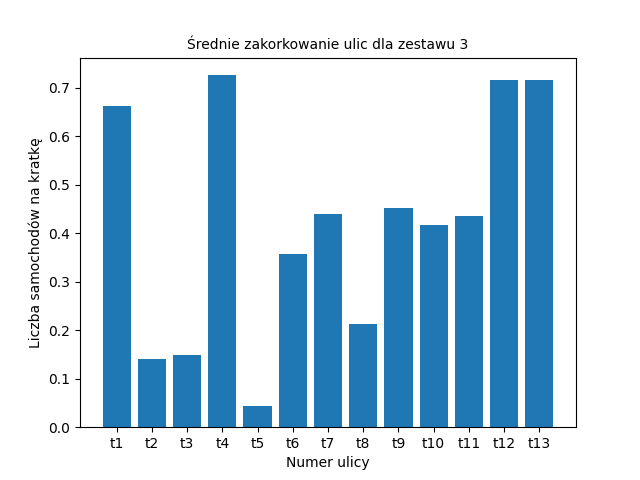 Średnie zakorkowanie ulic dla zestawu 3
Liczba samochodów na kratkę
0.7
0.6
0.5
0.4
0.3
0.2
0.1
0.0
t1 t2 t3 t4 t5 t6 t7 t8 t9 t10 t11 t12 t13
Numer ulicy